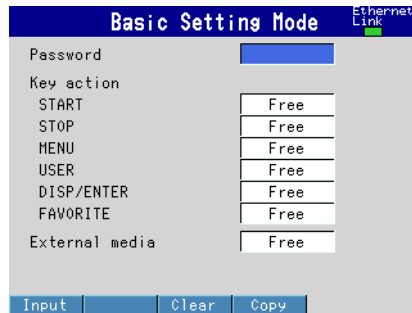 Basic Setting Mode
Ethernet
Link
Password
Key action
START Free
STOP Free
MENU Free
USER Free
DISP/ENTER Free
FAVORITE Free
External media Free
Input Clear Copy